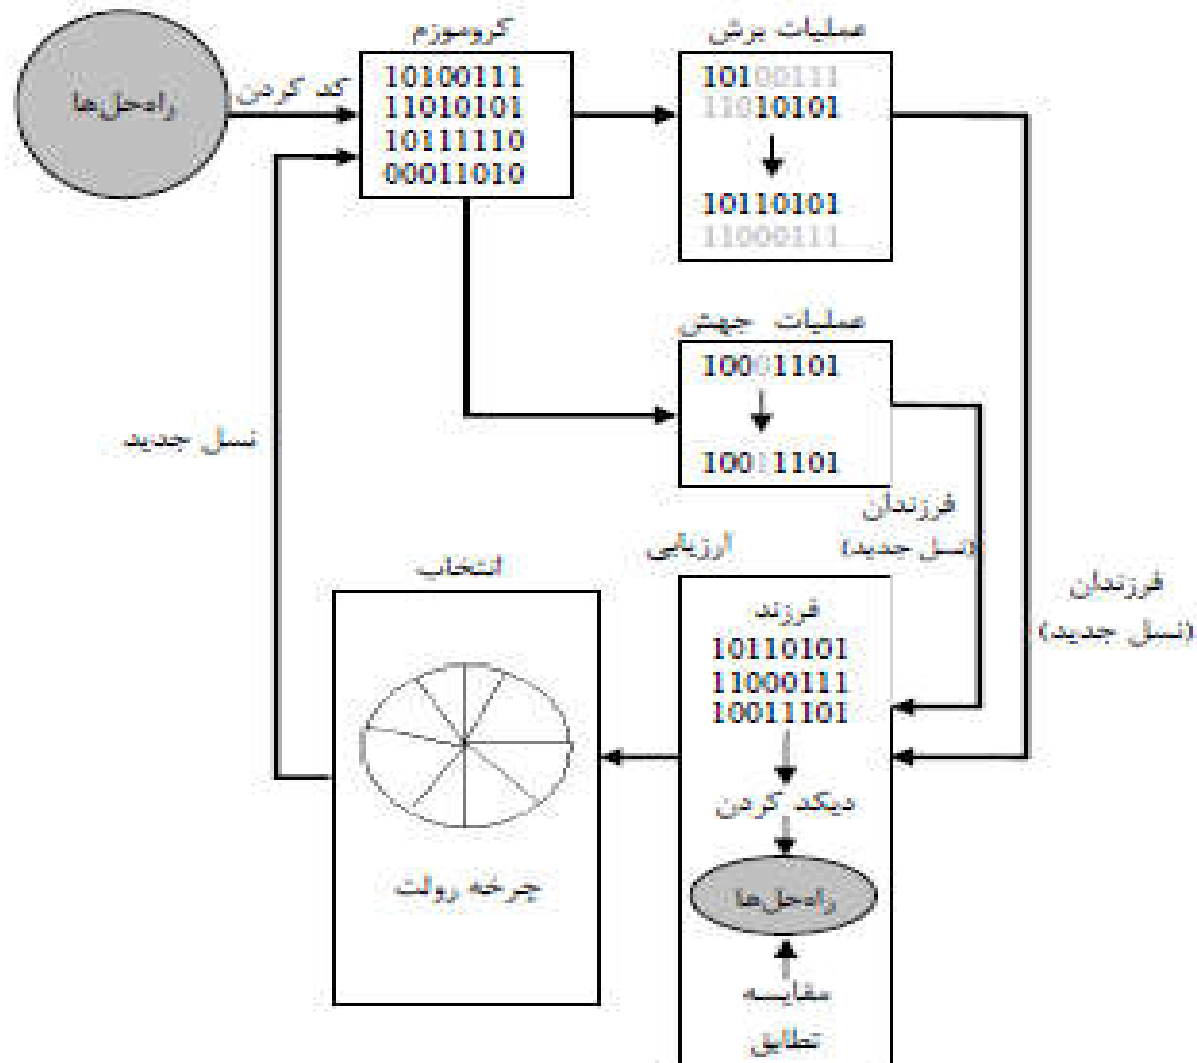 راه‌حل‌ها
کد کردن
کروموزم
10100111
11010101
10111110
00011010
عملیات برش
10100111
11010101
10110101
11000111
عملیات جهش
10001101
10011101
نسل جدید
فرزندان
(نسل جدید)
فرزندان
(نسل جدید)
ارزیابی
فرزند
10110101
11000111
10011101
دیکد کردن
راه‌حل‌ها
مقایسه
تطابق
انتخاب
چرخه رولت